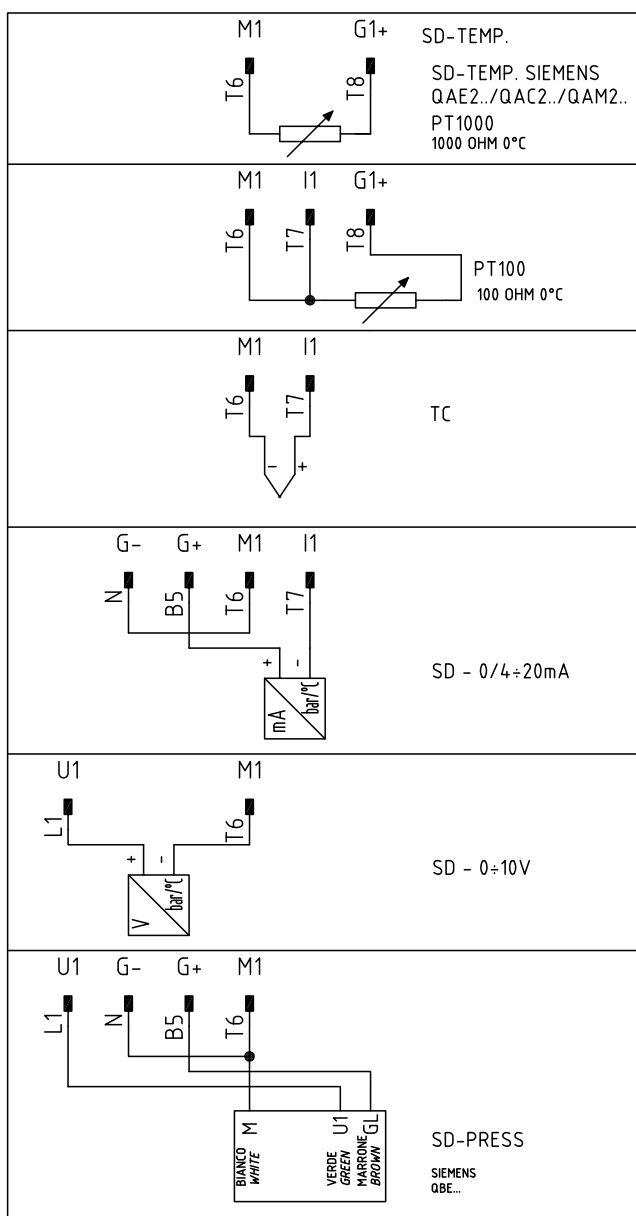 M1 G1+ SD-TEMP.
T6 T8
SD-TEMP. SIEMENS
QAE2../QAC2../QAM2..
PT1000
1000 OHM 0°C
M1 I1 G1+
T6 T7 T8
PT100
100 OHM 0°C
M1 I1
T6 T7
TC
- +
G- G+ M1 I1
N B5 T6 T7
+ -
mA bar/°C
SD - 0/4÷20mA
U1 M1
L1 T6
+ -
V bar/°C
SD - 0÷10V
U1 G- G+ M1
L1 N B5 T6
M U1 GL
BIANCO
WHITE
VERDE
GREEN
MARRONE
BROWN
SD-PRESS
SIEMENS
QBE...